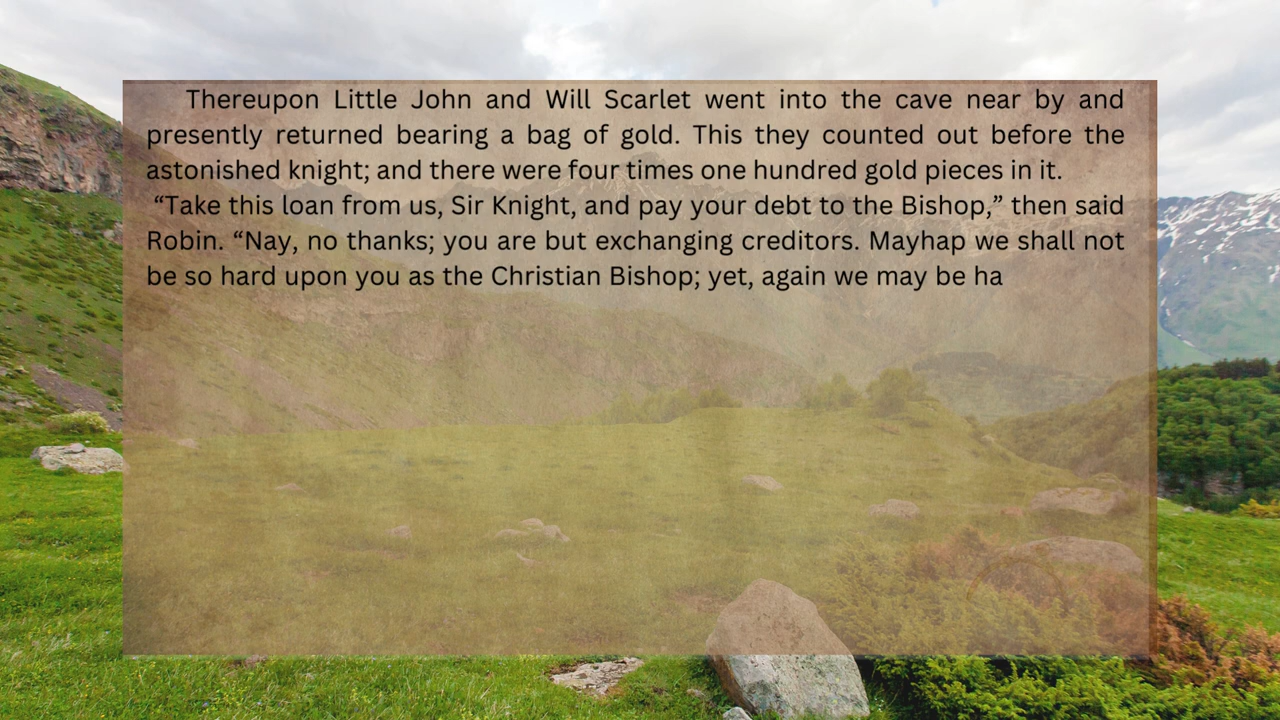 Thereupon Little John and Will Scarlet went into the cave near by and
presently returned bearing a bag of gold. This they counted out before the
astonished knight; and there were four times one hundred gold pieces in it.
“Take this loan from us, Sir Knight, and pay your debt to the Bishop,” then said
Robin. “Nay, no thanks; you are but exchanging creditors. Mayhap we shall not
be so hard upon you as the Christian Bishop; yet, again we may be ha